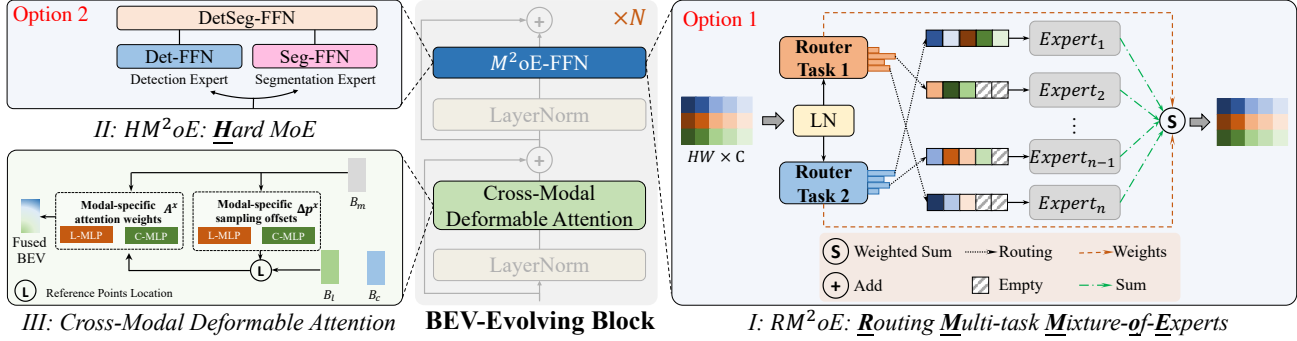 Option 2
DetSeg-FFN
Det-FFN
Seg-FFN
Detection Expert
Segmentation Expert
II: HM²oE: Hard MoE
Modal-specific
attention weights A^x
L-MLP
C-MLP
Modal-specific
sampling offsets Δp^x
L-MLP
C-MLP
B_m
Fused
BEV
L
B_l
B_c
L Reference Points Location
III: Cross-Modal Deformable Attention
×N
+
M²oE-FFN
LayerNorm
+
Cross-Modal
Deformable Attention
LayerNorm
BEV-Evolving Block
Option 1
Router
Task 1
LN
Router
Task 2
HW × C
Expert_1
Expert_2
⋮
Expert_{n-1}
Expert_n
S
S Weighted Sum
Routing
Weights
+ Add
Empty
Sum
I: RM²oE: Routing Multi-task Mixture-of-Experts